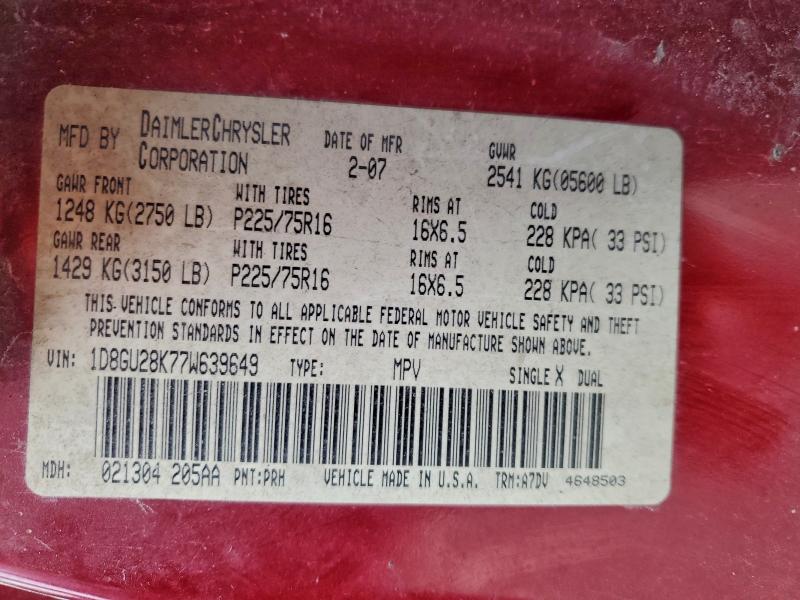 MFD BY DAIMLERCHRYSLER CORPORATION DATE OF MFR 2-07 GVWR 2541 KG(05600 LB)
GAWR FRONT WITH TIRES RIMS AT COLD
1248 KG(2750 LB) P225/75R16 16X6.5 228 KPA( 33 PSI)
GAWR REAR WITH TIRES RIMS AT COLD
1429 KG(3150 LB) P225/75R16 16X6.5 228 KPA( 33 PSI)
THIS VEHICLE CONFORMS TO ALL APPLICABLE FEDERAL MOTOR VEHICLE SAFETY AND THEFT
PREVENTION STANDARDS IN EFFECT ON THE DATE OF MANUFACTURE SHOWN ABOVE.
VIN: 1D8GU28K77W639649 TYPE: MPV SINGLE X DUAL
MDH: 021304 205AA PNT:PRH VEHICLE MADE IN U.S.A. TRM:A7DV 4648503